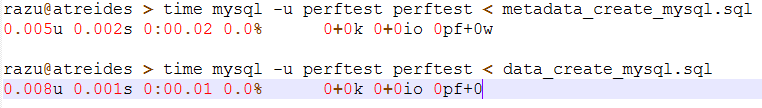 razu@atreides > time mysql -u perftest perftest < metadata_create_mysql.sql
0.005u 0.002s 0:00.02 0.0%	0+0k 0+0io 0pf+0w
razu@atreides > time mysql -u perftest perftest < data_create_mysql.sql
0.008u 0.001s 0:00.01 0.0%	0+0k 0+0io 0pf+0